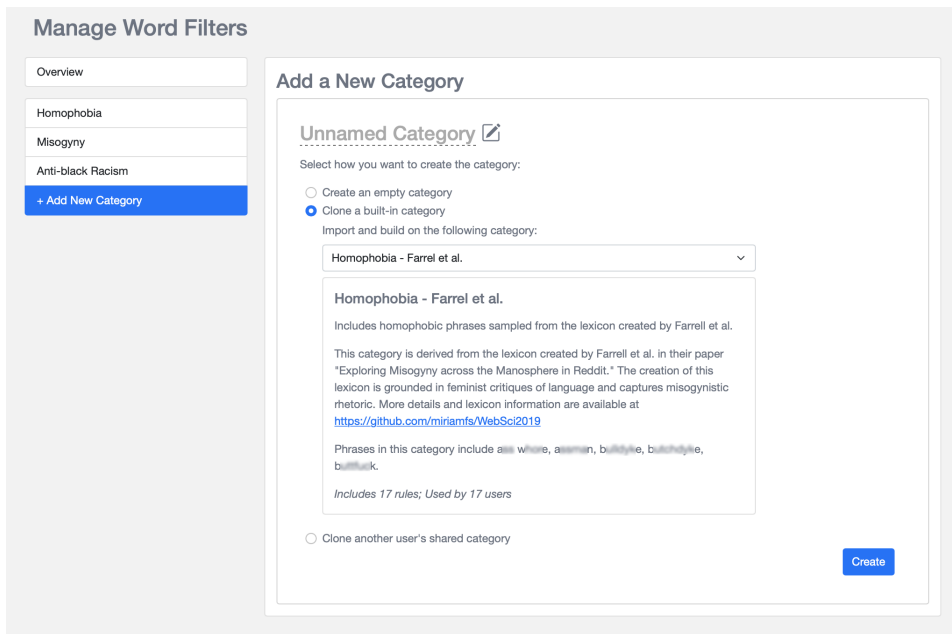 Manage Word Filters
Overview
Homophobia
Misogyny
Anti-black Racism
+ Add New Category
Add a New Category
Unnamed Category
Select how you want to create the category:
Create an empty category
Clone a built-in category
Import and build on the following category:
Homophobia - Farrel et al.
Homophobia - Farrel et al.
Includes homophobic phrases sampled from the lexicon created by Farrell et al.
This category is derived from the lexicon created by Farrell et al. in their paper
"Exploring Misogyny across the Manosphere in Reddit." The creation of this
lexicon is grounded in feminist critiques of language and captures misogynistic
rhetoric. More details and lexicon information are available at
https://github.com/miriamfs/WebSci2019
Phrases in this category include
Includes 17 rules; Used by 17 users
Clone another user's shared category
Create